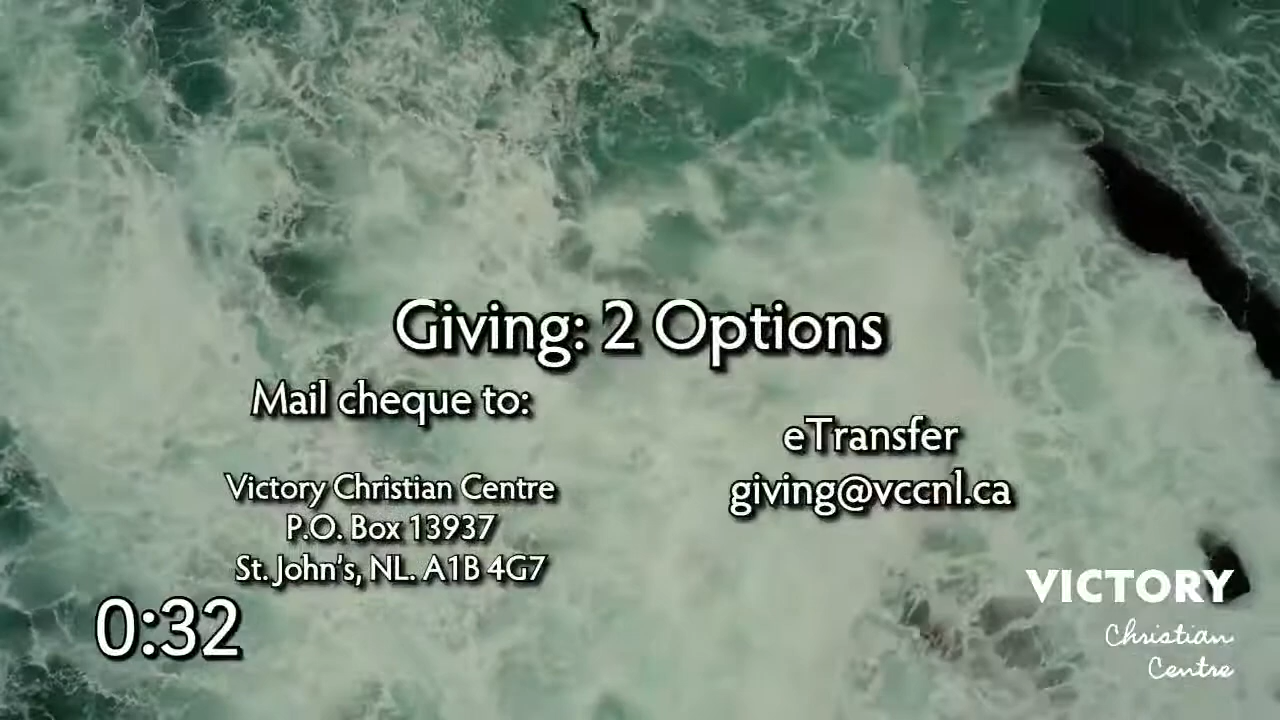 Giving: 2 Options
Mail cheque to:
Victory Christian Centre
P.O. Box 13937
St. John's, NL. A1B 4G7
eTransfer
giving@vccnl.ca
0:32
VICTORY
Christian
Centre